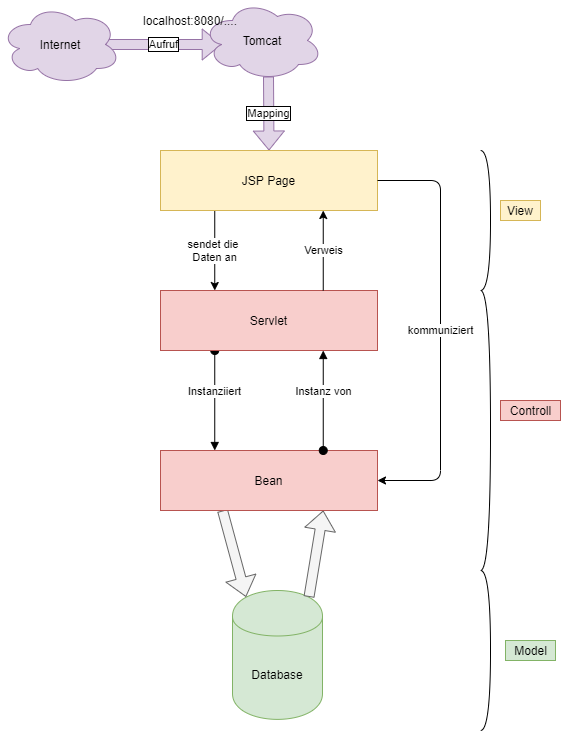 localhost:8080/....
Internet
Aufruf
Tomcat
Mapping
JSP Page
View
sendet die
Daten an
Verweis
Servlet
kommuniziert
Instanziiert
Instanz von
Controll
Bean
Model
Database